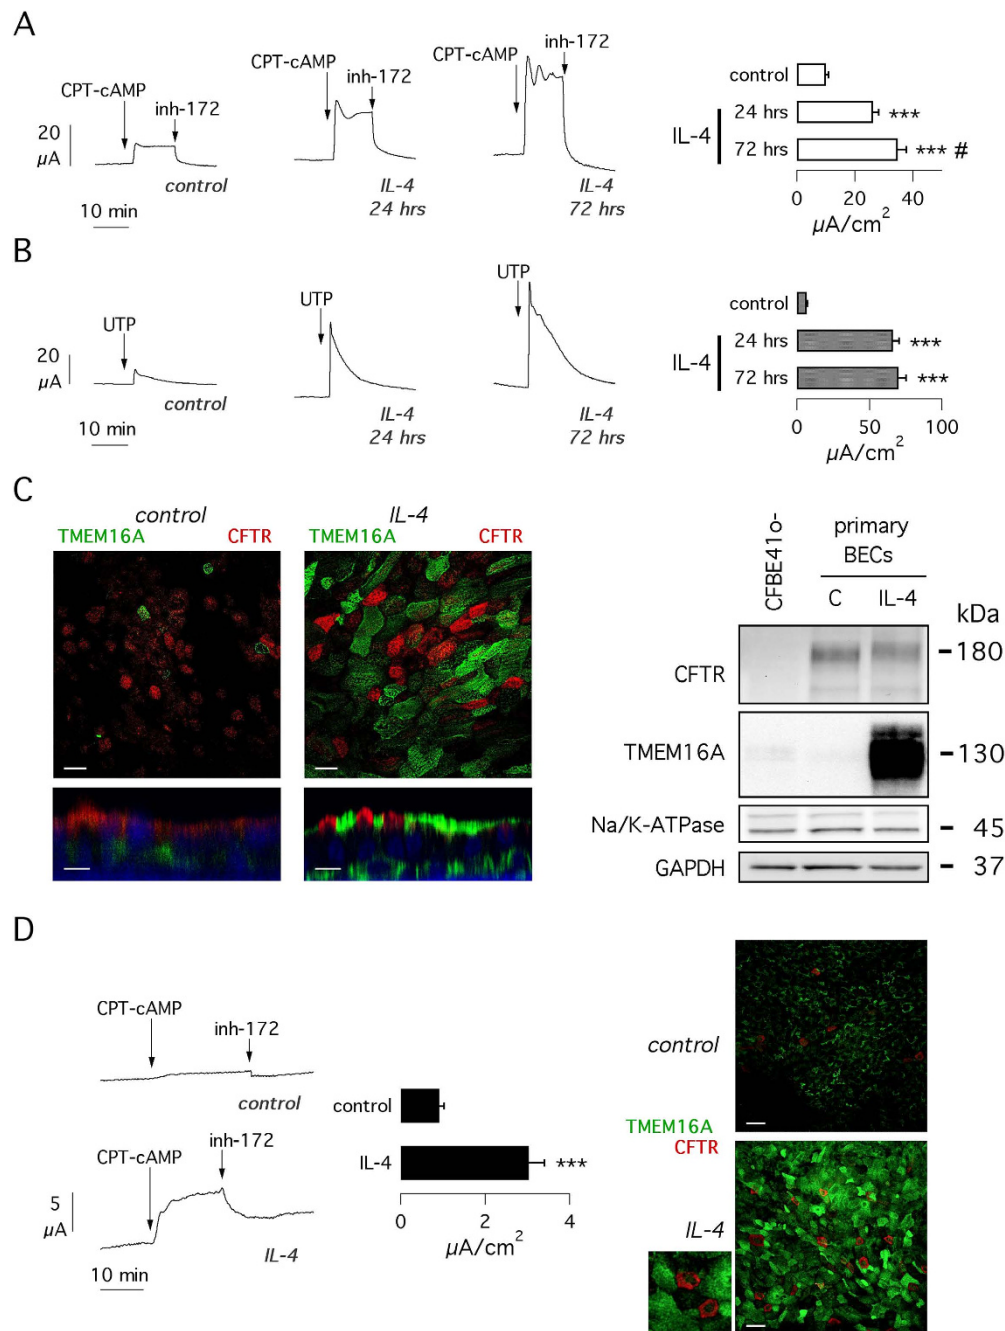 A
CPT-cAMP
inh-172
20
µA
control
10 min
CPT-cAMP
inh-172
IL-4
24 hrs
CPT-cAMP
inh-172
IL-4
72 hrs
control
IL-4
24 hrs
***
72 hrs
*** #
0 20 40
µA/cm²
B
UTP
20
µA
control
10 min
UTP
IL-4
24 hrs
UTP
IL-4
72 hrs
control
IL-4
24 hrs
***
72 hrs
***
0 50 100
µA/cm²
C
control
TMEM16A CFTR
IL-4
TMEM16A CFTR
CFBE41o-
primary
BECs
C IL-4
kDa
CFTR
180
TMEM16A
130
Na/K-ATPase
45
GAPDH
37
D
CPT-cAMP
inh-172
control
CPT-cAMP
inh-172
5
µA
IL-4
10 min
control
IL-4
***
0 2 4
µA/cm²
control
TMEM16A
CFTR
IL-4